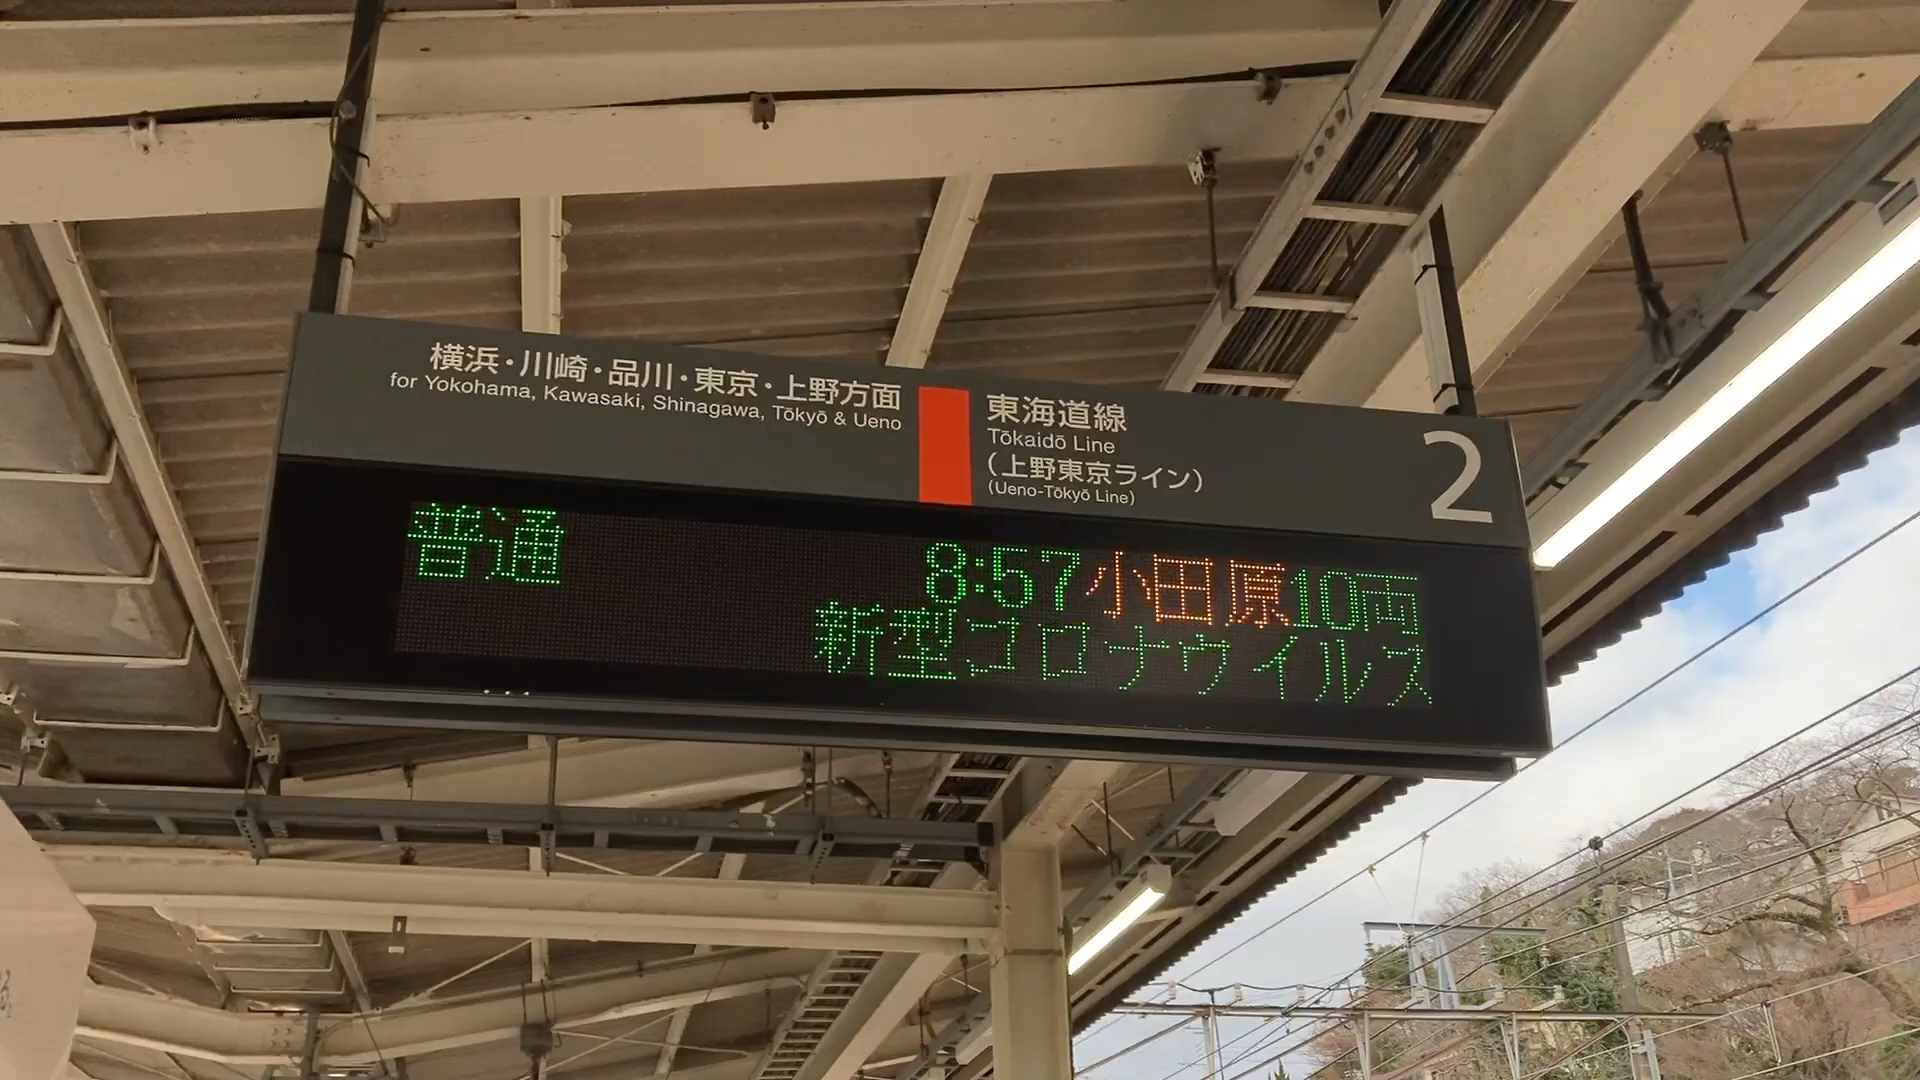 横浜・川崎・品川・東京・上野方面
for Yokohama, Kawasaki, Shinagawa, Tōkyō & Ueno
東海道線
Tōkaidō Line
(上野東京ライン)
(Ueno-Tōkyō Line)
2
普通 8:57小田原10両
新型コロナウイルス